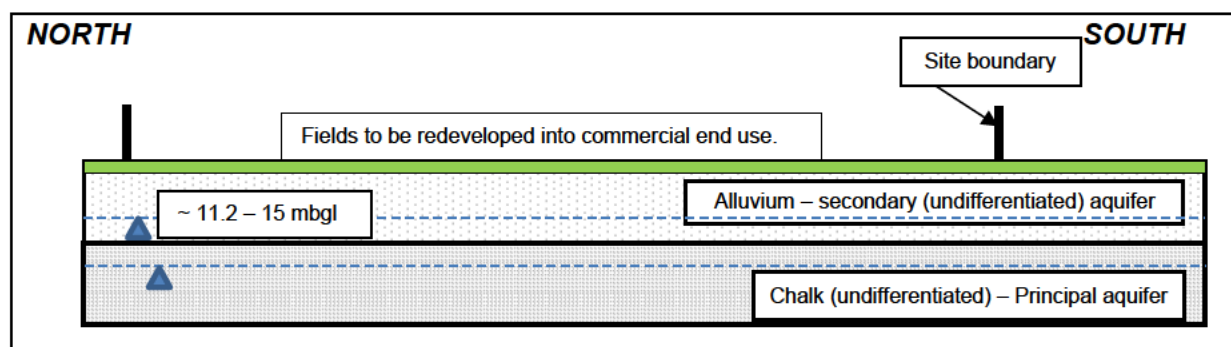 NORTH
SOUTH
Site boundary
Fields to be redeveloped into commercial end use.
~ 11.2 – 15 mbgl
Alluvium – secondary (undifferentiated) aquifer
Chalk (undifferentiated) – Principal aquifer